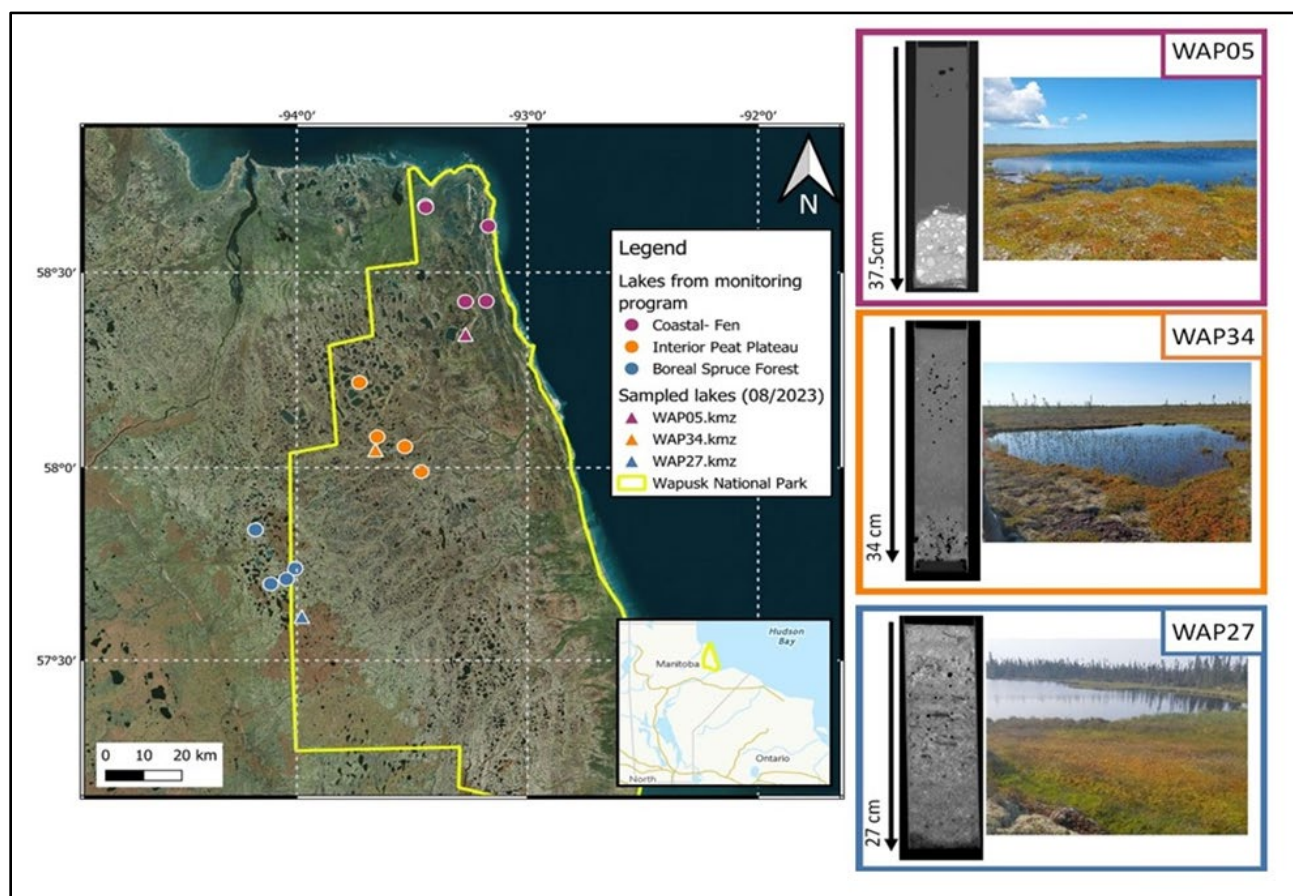 -94°0'
-93°0'
-92°0'
58°30'
58°0'
57°30'
N
Legend
Lakes from monitoring
program
Coastal- Fen
Interior Peat Plateau
Boreal Spruce Forest
Sampled lakes (08/2023)
WAP05.kmz
WAP34.kmz
WAP27.kmz
Wapusk National Park
0 10 20 km
Hudson
Bay
Manitoba
Ontario
North
WAP05
37.5cm
WAP34
34 cm
WAP27
27 cm